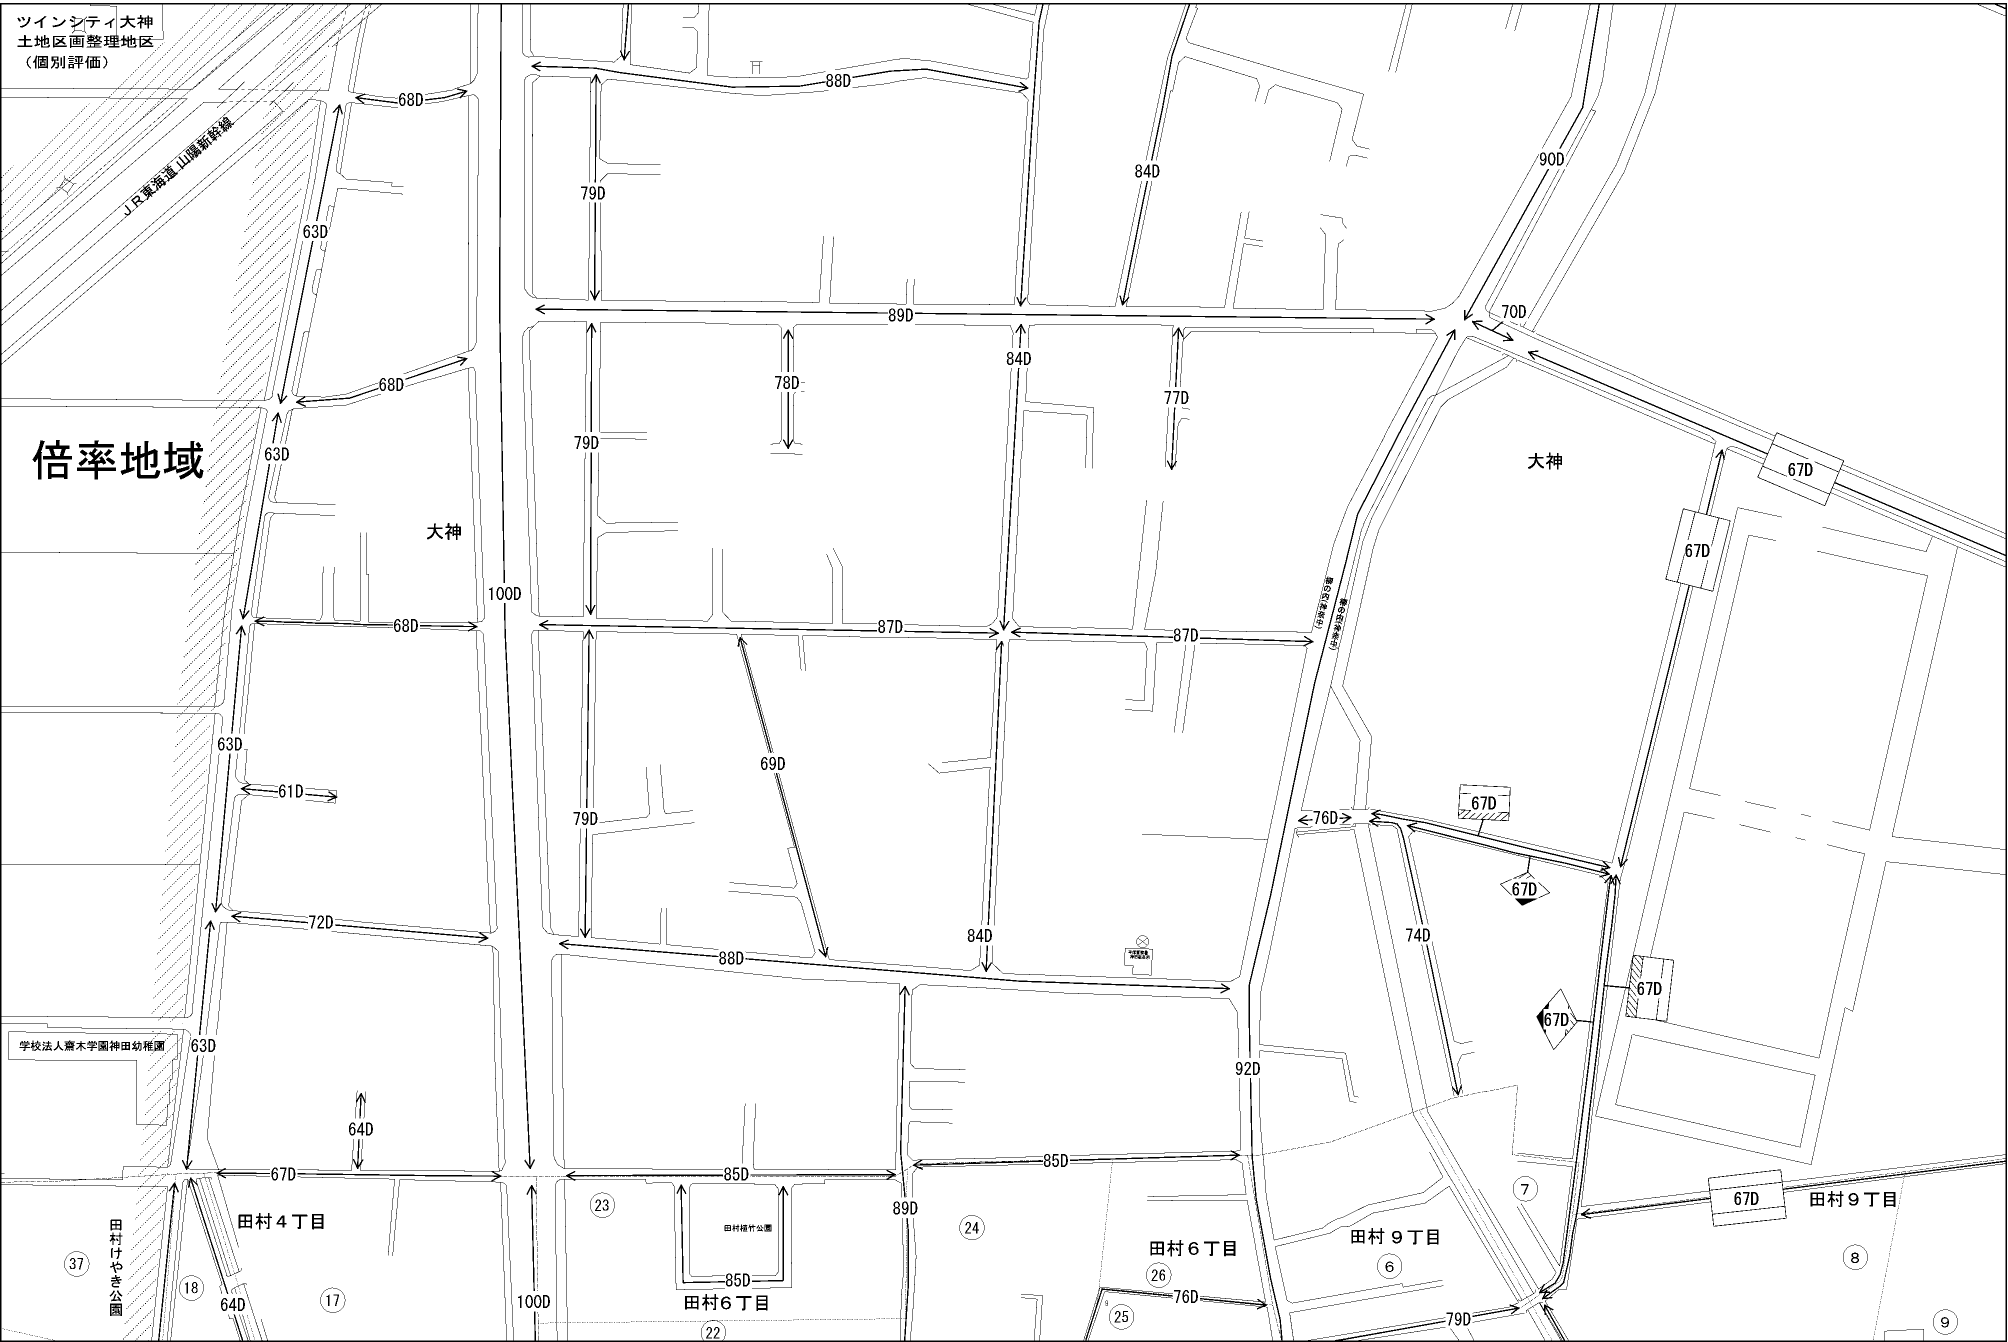 ツインシティ大神
土地区画整理地区
(個別評価)
68D
88D
JR東海道山陽新幹線
90D
84D
79D
63D
70D
89D
84D
68D
78D
77D
79D
63D
倍率地域
大神
67D
大神
67D
100D
68D
87D
87D
63D
69D
61D
67D
76D
79D
67D
72D
84D
74D
88D
67D
67D
学校法人齋木学園神田幼稚園
63D
92D
64D
67D
85D
85D
7
67D
田村9丁目
23
89D
24
田村4丁目
田村植竹公園
田村9丁目
田村6丁目
37
田村けやき公園
18
17
85D
26
6
8
64D
100D
田村6丁目
76D
25
79D
9
22